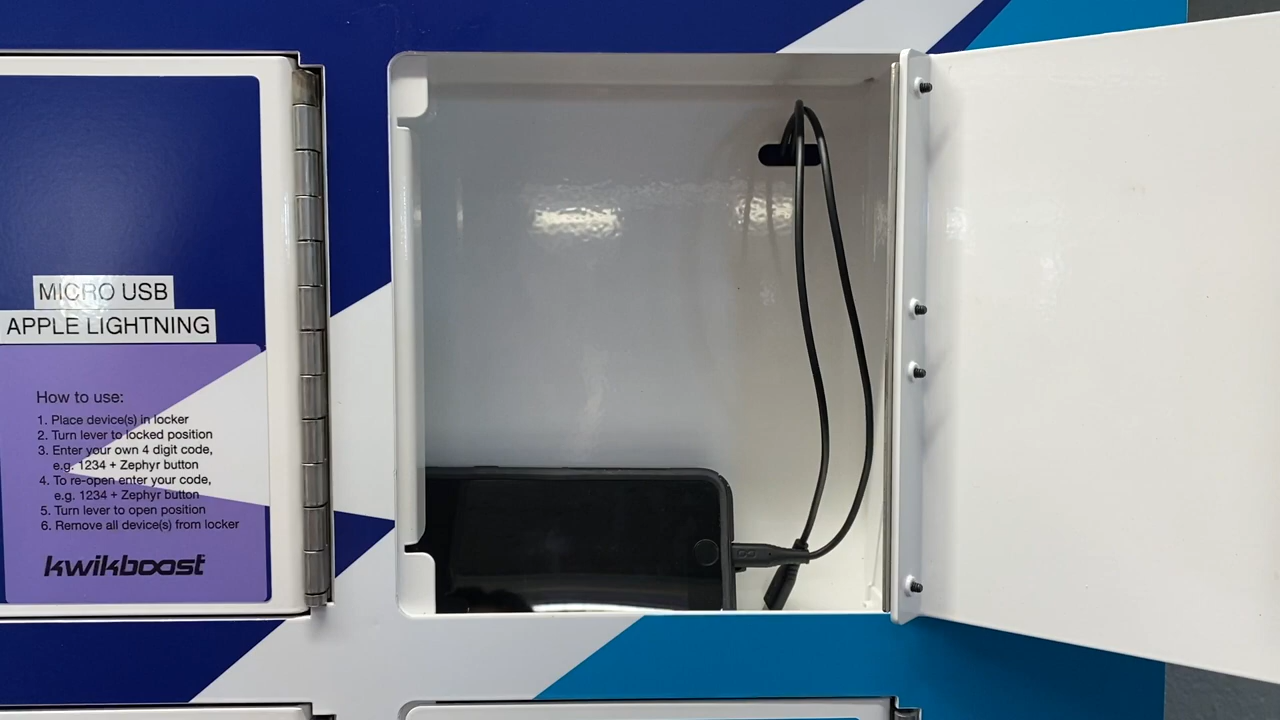 MICRO USB
APPLE LIGHTNING
How to use:
1. Place device(s) in locker
2. Turn lever to locked position
3. Enter your own 4 digit code,
e.g. 1234 + Zephyr button
4. To re-open enter your code,
e.g. 1234 + Zephyr button
5. Turn lever to open position
6. Remove all device(s) from locker
kwikboost